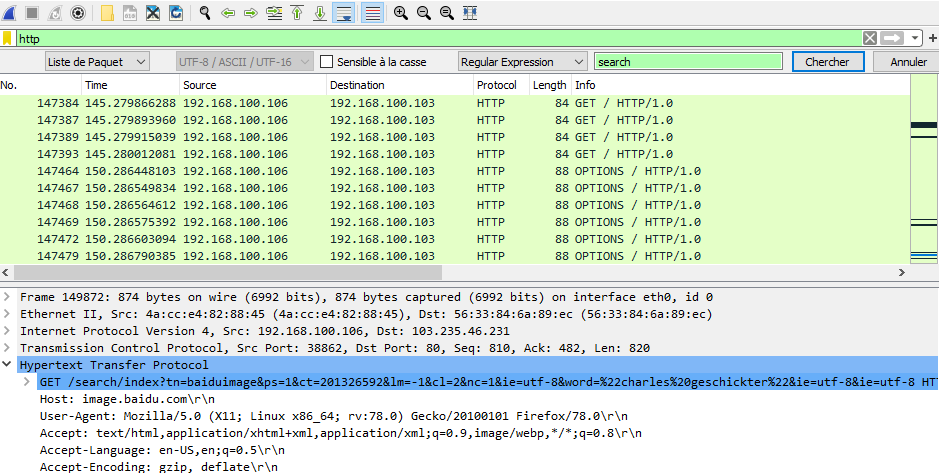 http
Liste de Paquet UTF-8 / ASCII / UTF-16 Sensible à la casse Regular Expression search Chercher Annuler
No. Time Source Destination Protocol Length Info
147384 145.279866288 192.168.100.106 192.168.100.103 HTTP 84 GET / HTTP/1.0
147387 145.279893960 192.168.100.106 192.168.100.103 HTTP 84 GET / HTTP/1.0
147389 145.279915039 192.168.100.106 192.168.100.103 HTTP 84 GET / HTTP/1.0
147393 145.280012081 192.168.100.106 192.168.100.103 HTTP 84 GET / HTTP/1.0
147464 150.286448103 192.168.100.106 192.168.100.103 HTTP 88 OPTIONS / HTTP/1.0
147467 150.286549834 192.168.100.106 192.168.100.103 HTTP 88 OPTIONS / HTTP/1.0
147468 150.286564612 192.168.100.106 192.168.100.103 HTTP 88 OPTIONS / HTTP/1.0
147469 150.286575392 192.168.100.106 192.168.100.103 HTTP 88 OPTIONS / HTTP/1.0
147472 150.286603094 192.168.100.106 192.168.100.103 HTTP 88 OPTIONS / HTTP/1.0
147479 150.286790385 192.168.100.106 192.168.100.103 HTTP 88 OPTIONS / HTTP/1.0
Frame 149872: 874 bytes on wire (6992 bits), 874 bytes captured (6992 bits) on interface eth0, id 0
Ethernet II, Src: 4a:cc:e4:82:88:45 (4a:cc:e4:82:88:45), Dst: 56:33:84:6a:89:ec (56:33:84:6a:89:ec)
Internet Protocol Version 4, Src: 192.168.100.106, Dst: 103.235.46.231
Transmission Control Protocol, Src Port: 38862, Dst Port: 80, Seq: 810, Ack: 482, Len: 820
Hypertext Transfer Protocol
GET /search/index?tn=baiduimage&ps=1&ct=201326592&lm=-1&cl=2&nc=1&ie=utf-8&word=%22charles%20geschickter%22&ie=utf-8&ie=utf-8 HT
Host: image.baidu.com\r\n
User-Agent: Mozilla/5.0 (X11; Linux x86_64; rv:78.0) Gecko/20100101 Firefox/78.0\r\n
Accept: text/html,application/xhtml+xml,application/xml;q=0.9,image/webp,*/*;q=0.8\r\n
Accept-Language: en-US,en;q=0.5\r\n
Accept-Encoding: gzip, deflate\r\n